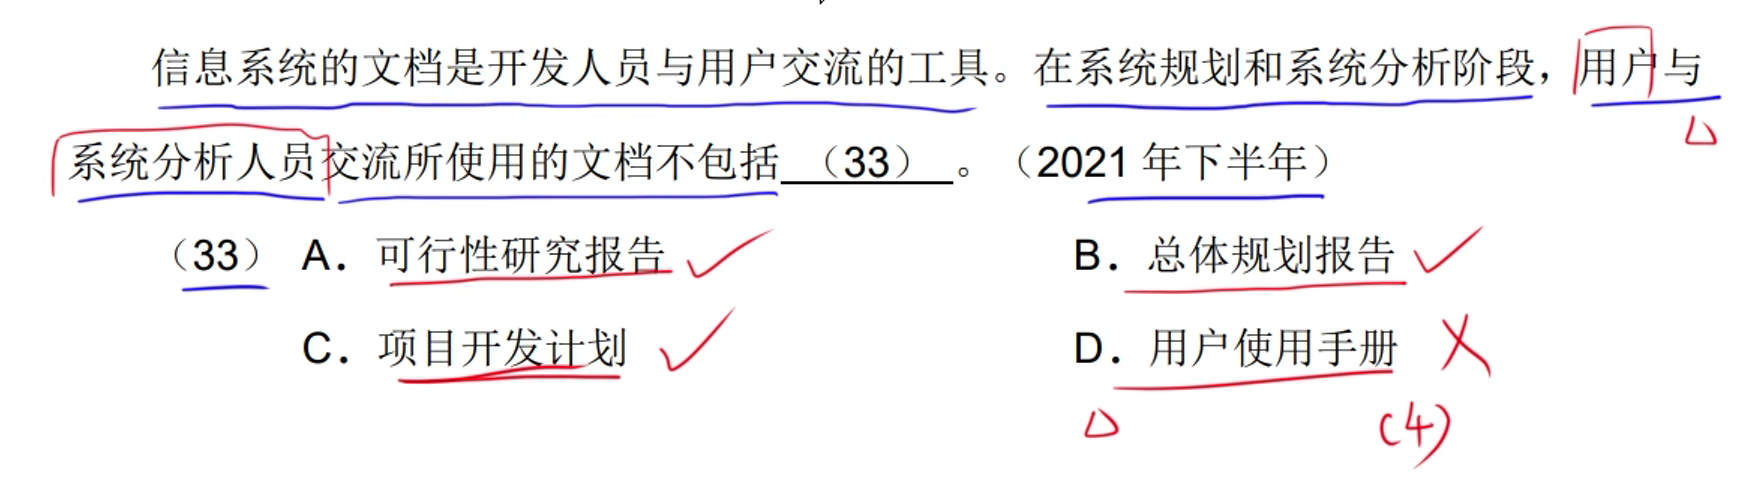 信息系统的文档是开发人员与用户交流的工具。在系统规划和系统分析阶段，用户与
系统分析人员交流所使用的文档不包括（33）。（2021 年下半年）
（33） A．可行性研究报告 B．总体规划报告
C．项目开发计划 D．用户使用手册
(4)